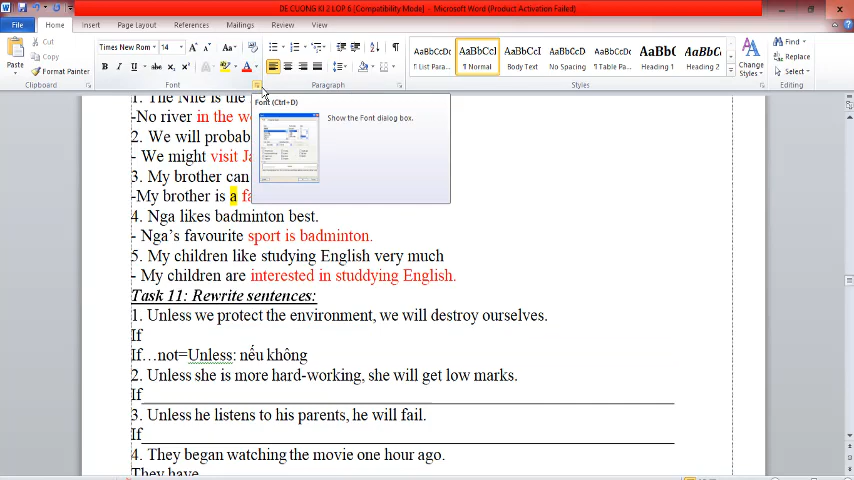 DE CUONG KI 2 LOP 6 [Compatibility Mode] - Microsoft Word (Product Activation Failed)
File Home Insert Page Layout References Mailings Review View
Cut
Copy
Format Painter
Paste
Clipboard
Times New Rom 14
Font
Paragraph
AaBbCcDc AaBbCcI AaBbCcDc AaBbCcDc AaBbCcDc AaBbC AaBbCc
¶ List Para... ¶ Normal Body Text ¶ No Spacing ¶ Table Para... Heading 1 Heading 2
Styles
Change Styles
Find
Replace
Select
Editing
Font (Ctrl+D)
Show the Font dialog box.
1. The Nile is the
-No river in the w
2. We will probab
- We might visit Ja
3. My brother can
-My brother is a fa
4. Nga likes badminton best.
- Nga's favourite sport is badminton.
5. My children like studying English very much
- My children are interested in studdying English.
Task 11: Rewrite sentences:
1. Unless we protect the environment, we will destroy ourselves.
If
If…not=Unless: nếu không
2. Unless she is more hard-working, she will get low marks.
If
3. Unless he listens to his parents, he will fail.
If
4. They began watching the movie one hour ago.
They have